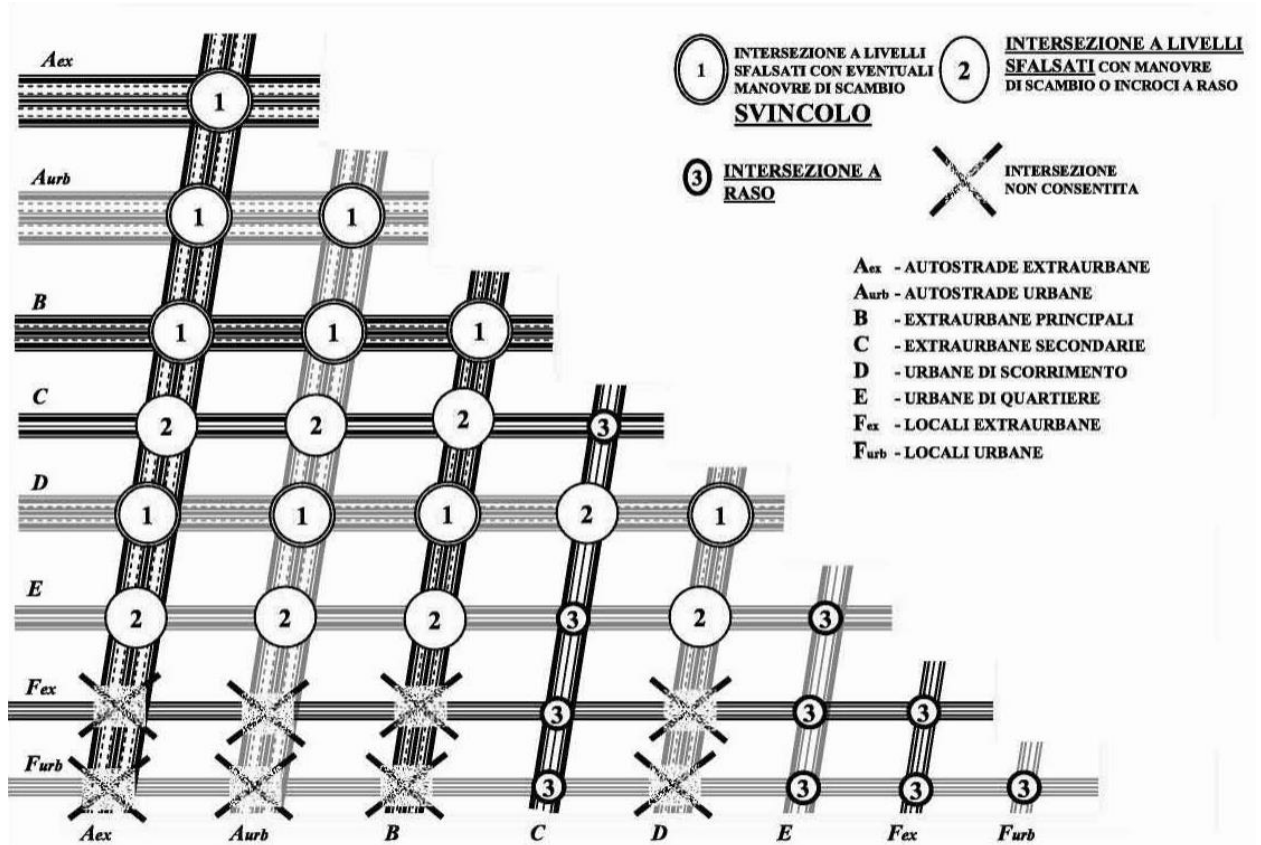 Aex
1
Aurb
1 1
B
1 1 1
C
2 2 2 3
D
1 1 1 2 1
E
2 2 2 3 2 3
Fex
3 3 3
Furb
3 3 3 3
Aex Aurb B C D E Fex Furb
1
INTERSEZIONE A LIVELLI
SFALSATI CON EVENTUALI
MANOVRE DI SCAMBIO
SVINCOLO
2
INTERSEZIONE A LIVELLI
SFALSATI CON MANOVRE
DI SCAMBIO O INCROCI A RASO
3
INTERSEZIONE A
RASO
INTERSEZIONE
NON CONSENTITA
Aex - AUTOSTRADE EXTRAURBANE
Aurb - AUTOSTRADE URBANE
B - EXTRAURBANE PRINCIPALI
C - EXTRAURBANE SECONDARIE
D - URBANE DI SCORRIMENTO
E - URBANE DI QUARTIERE
Fex - LOCALI EXTRAURBANE
Furb - LOCALI URBANE